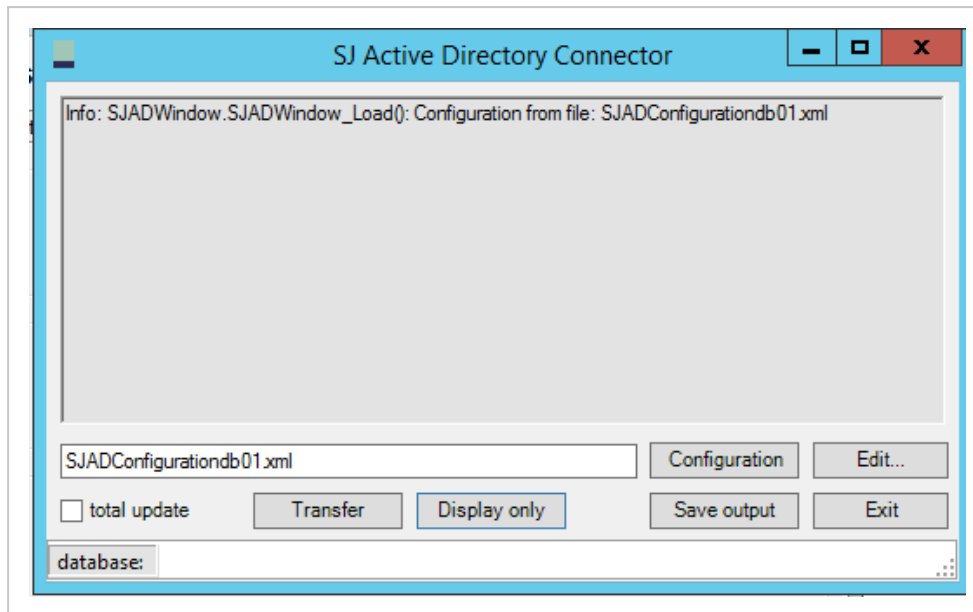 SJ Active Directory Connector
Info: SJADWindow.SJADWindow_Load(): Configuration from file: SJADConfigurationdb01.xml
SJADConfigurationdb01.xml
Configuration
Edit...
total update
Transfer
Display only
Save output
Exit
database: